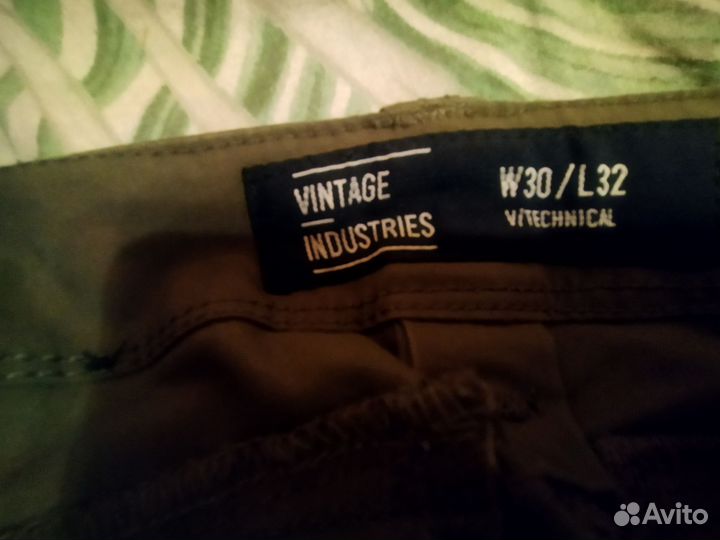 VINTAGE
INDUSTRIES
W30/L32
V/TECHNICAL
Avito